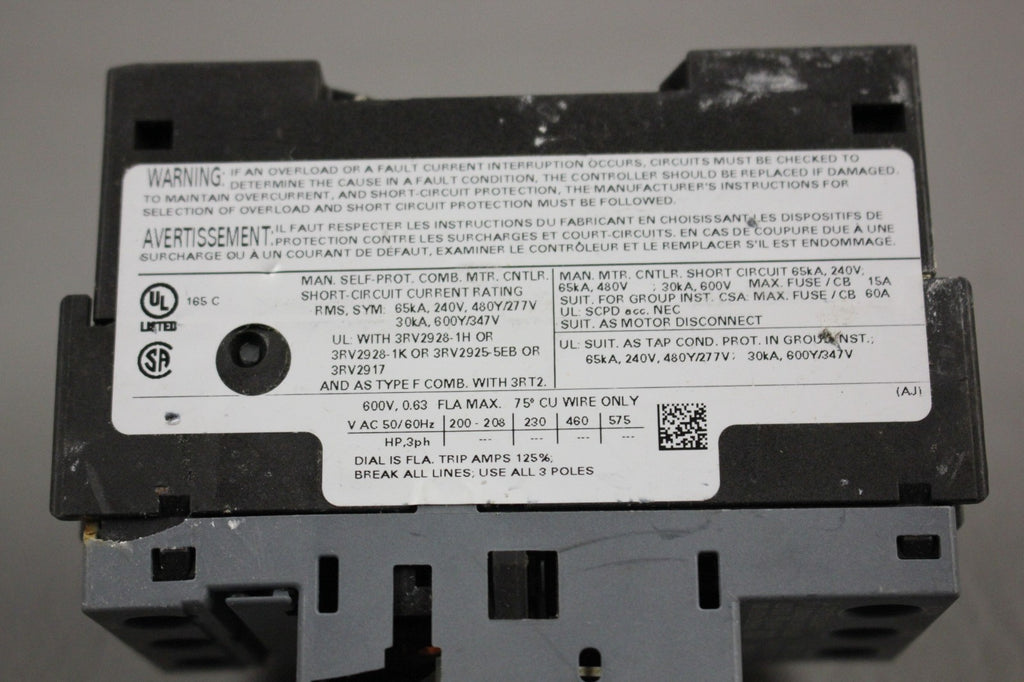 WARNING: IF AN OVERLOAD OR A FAULT CURRENT INTERRUPTION OCCURS, CIRCUITS MUST BE CHECKED TO
DETERMINE THE CAUSE IN A FAULT CONDITION, THE CONTROLLER SHOULD BE REPLACED IF DAMAGED.
TO MAINTAIN OVERCURRENT, AND SHORT-CIRCUIT PROTECTION, THE MANUFACTURER'S INSTRUCTIONS FOR
SELECTION OF OVERLOAD AND SHORT CIRCUIT PROTECTION MUST BE FOLLOWED.
AVERTISSEMENT: IL FAUT RESPECTER LES INSTRUCTIONS DU FABRICANT EN CHOISISSANT LES DISPOSITIFS DE
PROTECTION CONTRE LES SURCHARGES ET COURT-CIRCUITS. EN CAS DE COUPURE DUE À UNE
SURCHARGE OU À UN COURANT DE DÉFAUT, EXAMINER LE CONTRÔLEUR ET LE REMPLACER S'IL EST ENDOMMAGÉ.
UL
LISTED
165 C
SA
MAN. SELF-PROT. COMB. MTR. CNTLR.
SHORT-CIRCUIT CURRENT RATING
RMS, SYM: 65kA, 240V, 480Y/277V
30kA, 600Y/347V
UL: WITH 3RV2928-1H OR
3RV2928-1K OR 3RV2925-5EB OR
3RV2917
AND AS TYPE F COMB. WITH 3RT2.
MAN. MTR. CNTLR. SHORT CIRCUIT 65kA, 240V;
65kA, 480V ; 30kA, 600V MAX. FUSE / CB 15A
SUIT. FOR GROUP INST. CSA: MAX. FUSE / CB 60A
UL: SCPD acc. NEC
SUIT. AS MOTOR DISCONNECT
UL: SUIT. AS TAP COND. PROT. IN GROUP INST.;
65kA, 240V, 480Y/277V; 30kA, 600Y/347V
(AJ)
600V, 0.63 FLA MAX. 75° CU WIRE ONLY
V AC 50/60Hz 200 - 208 230 460 575
HP,3ph --- --- --- ---
DIAL IS FLA. TRIP AMPS 125%;
BREAK ALL LINES; USE ALL 3 POLES